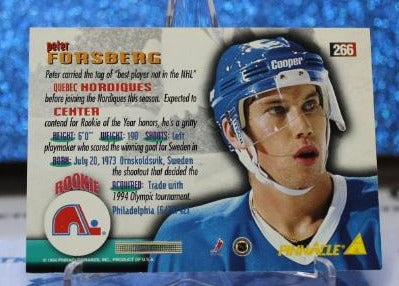 Peter
FORSBERG
266
Cooper
Peter carried the tag of "best player not in the NHL"
QUEBEC NORDIQUES
before joining the Nordiques this season. Expected to
CENTER
contend for Rookie of the Year honors, he's a gritty
HEIGHT: 6'0" WEIGHT: 190 SHOOTS: Left
playmaker who scored the winning goal for Sweden in
BORN: July 20, 1973 Ornskoldsvik, Sweden
the shootout that decided the
ROOKIE
ACQUIRED: Trade with
1994 Olympic tournament.
Philadelphia
PINNACLE
PRODUCT OF U.S.A.